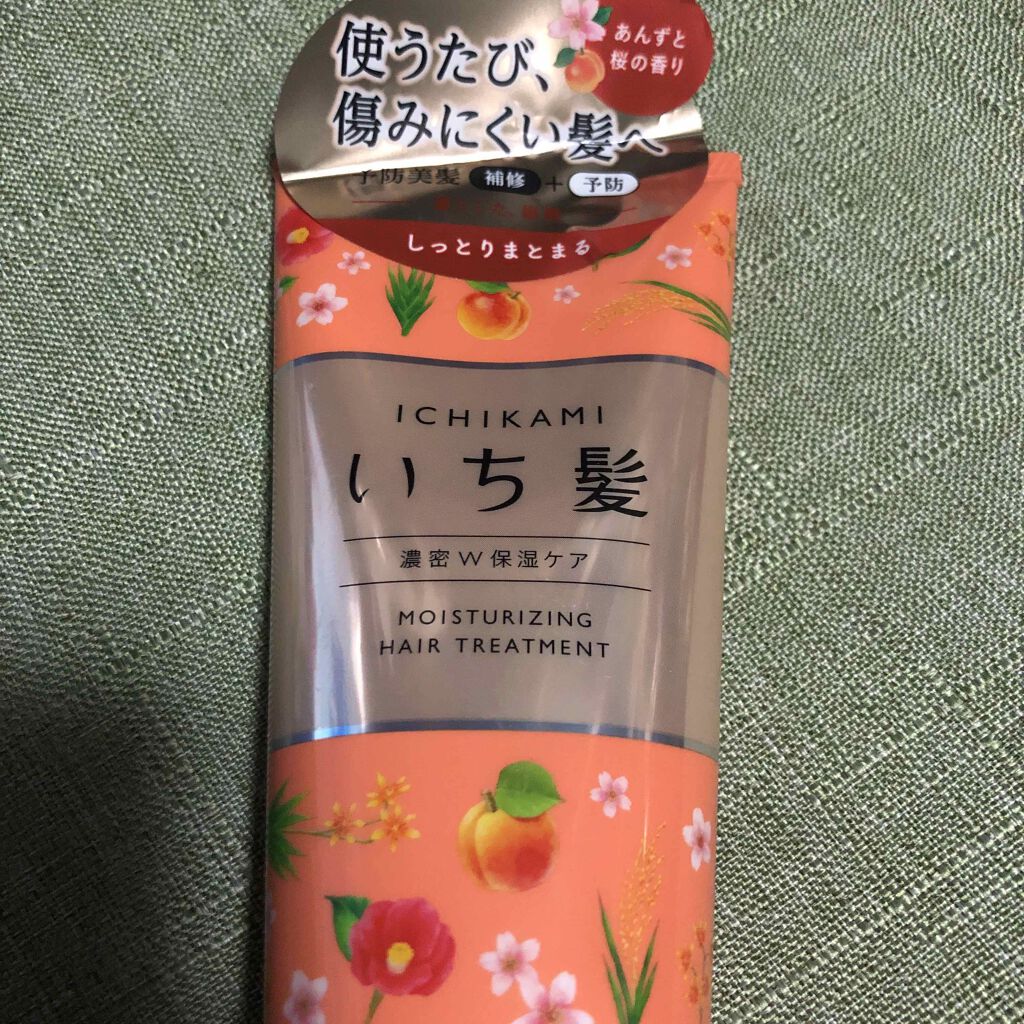 使うたび、
傷みにくい髪へ
あんずと
桜の香り
予防美髪 補修 + 予防
しっとりまとまる
ICHIKAMI
いち髪
濃密W保湿ケア
MOISTURIZING
HAIR TREATMENT